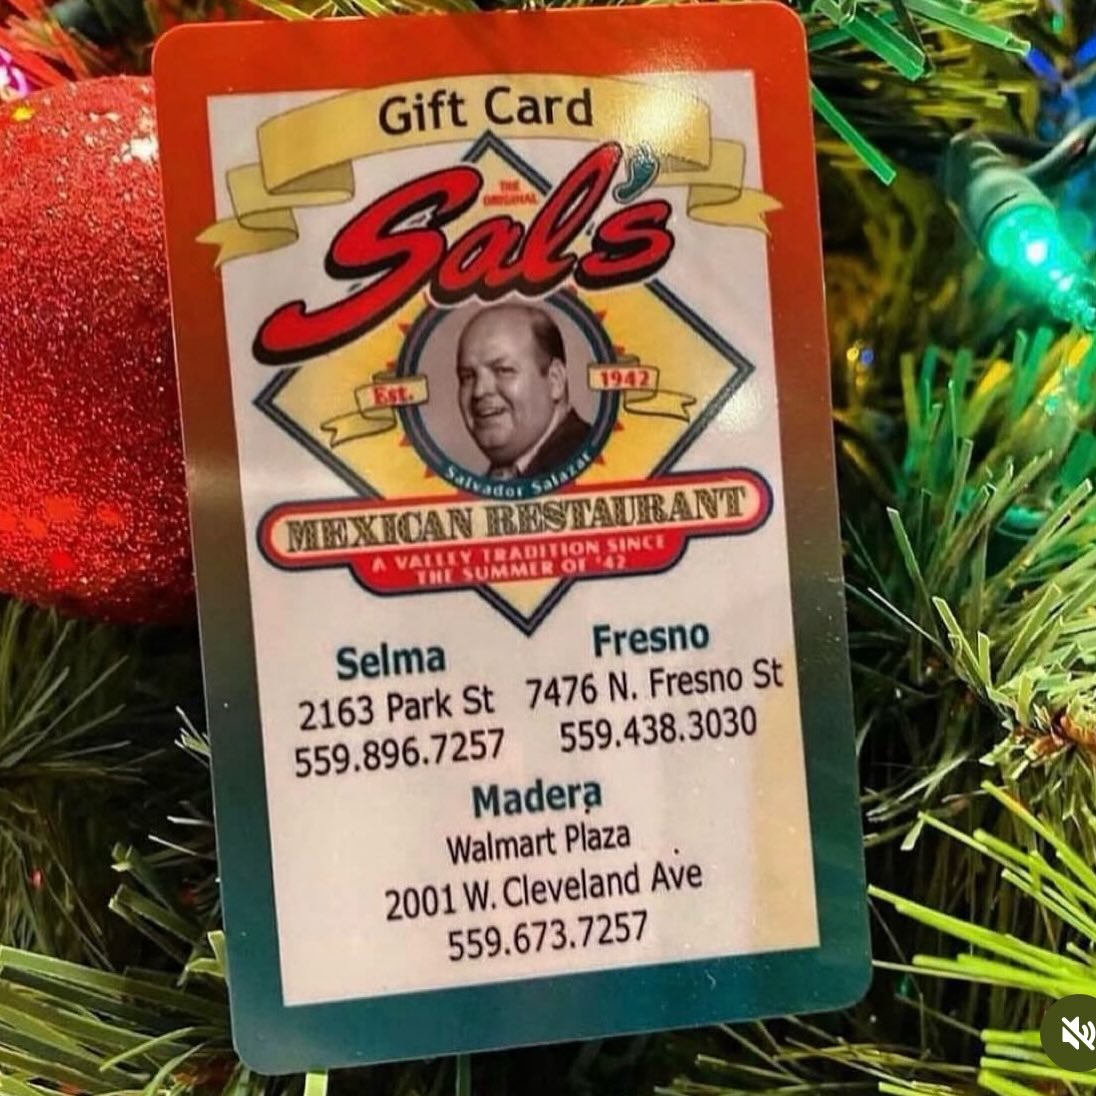 Gift Card
THE
ORIGINAL
Sal's
Est. 1942
Salvador Salazar
MEXICAN RESTAURANT
A VALLEY TRADITION SINCE
THE SUMMER OF '42
Selma
2163 Park St
559.896.7257
Fresno
7476 N. Fresno St
559.438.3030
Madera
Walmart Plaza
2001 W. Cleveland Ave
559.673.7257